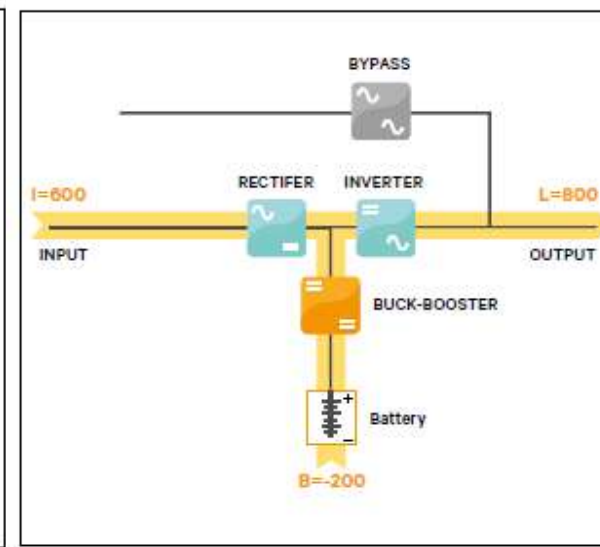 BYPASS
RECTIFER
INVERTER
I=600
L=800
INPUT
OUTPUT
BUCK-BOOSTER
+
Battery
–
B=-200